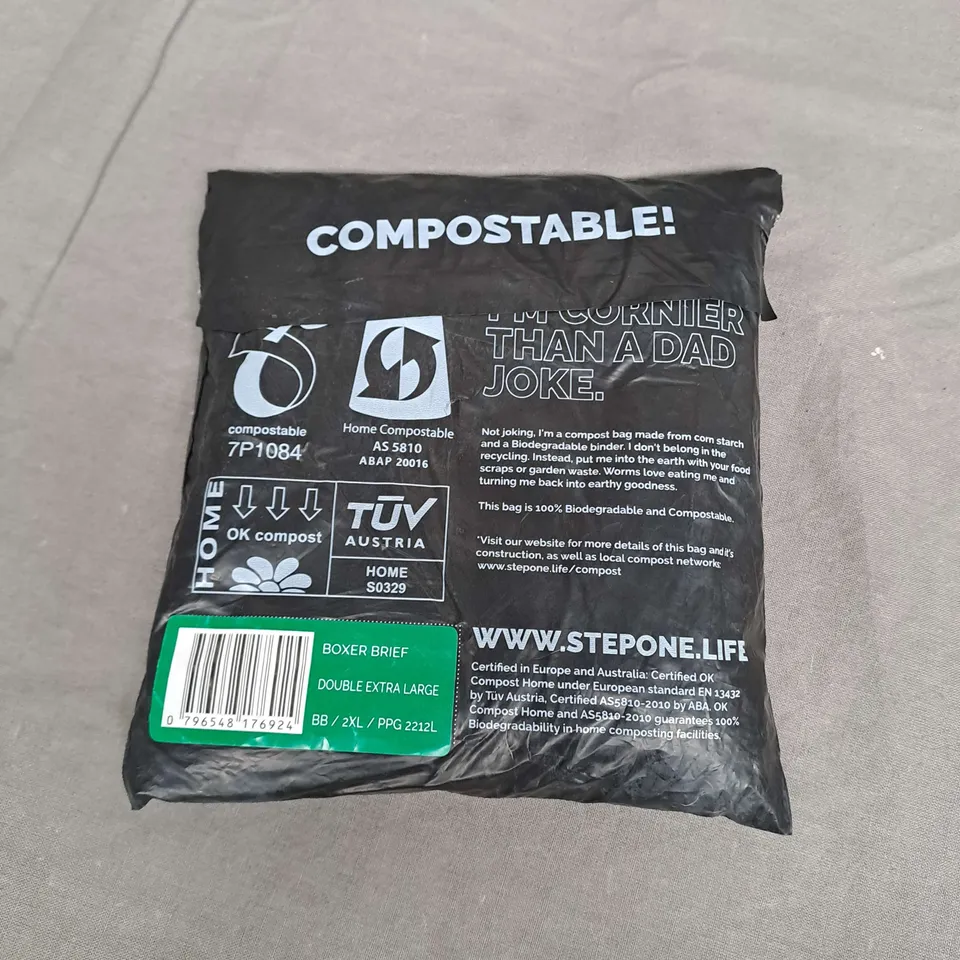 COMPOSTABLE!
I'M CORNIER
THAN A DAD
JOKE.
compostable
7P1084
Home Compostable
AS 5810
ABAP 20016
Not joking, I'm a compost bag made from corn starch
and a Biodegradable binder. I don't belong in the
recycling. Instead, put me into the earth with your food
scraps or garden waste. Worms love eating me and
turning me back into earthy goodness.
This bag is 100% Biodegradable and Compostable.
*Visit our website for more details of this bag and it's
construction, as well as local compost networks:
www.stepone.life/compost
HOME
OK compost
TÜV
AUSTRIA
HOME
S0329
WWW.STEPONE.LIFE
Certified in Europe and Australia: Certified OK
Compost Home under European standard EN 13432
by Tüv Austria, Certified AS5810-2010 by ABA. OK
Compost Home and AS5810-2010 guarantees 100%
Biodegradability in home composting facilities.
BOXER BRIEF
DOUBLE EXTRA LARGE
BB / 2XL / PPG 2212L
0 796548 176924